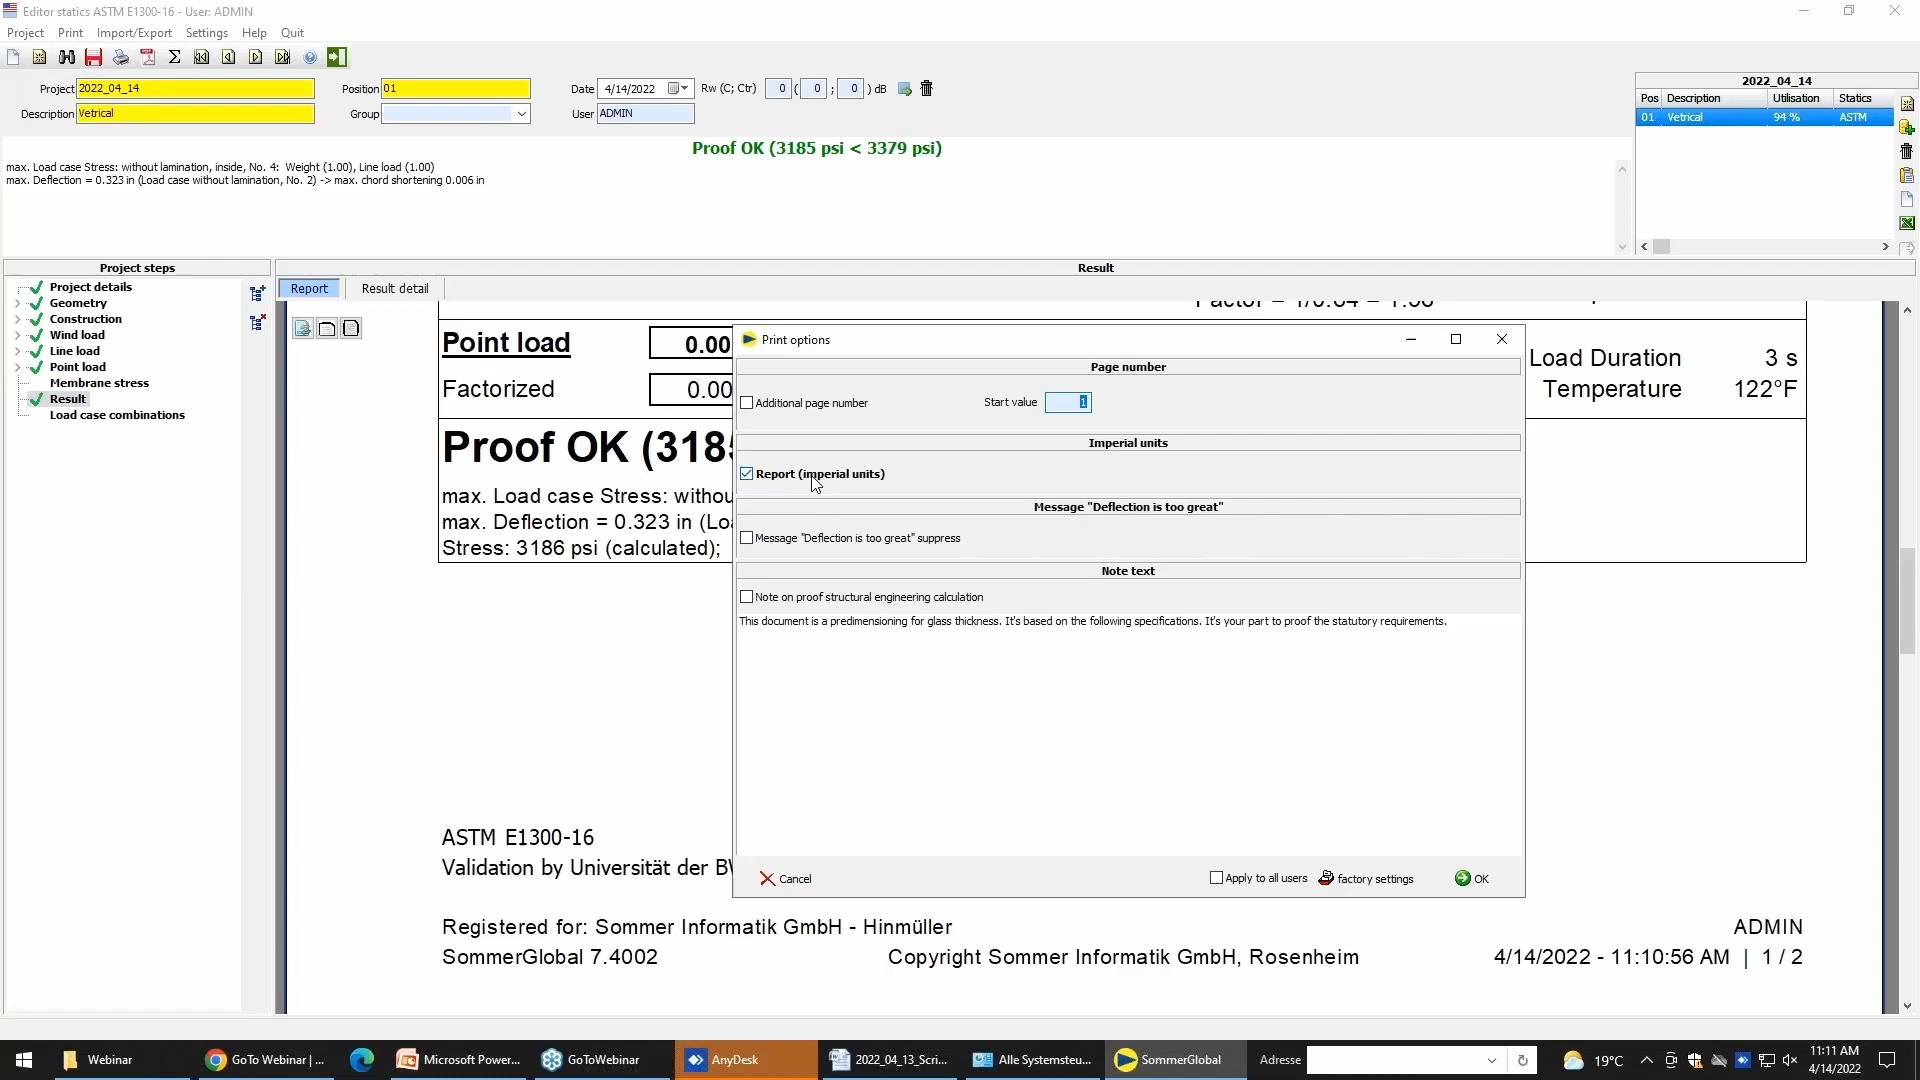 Editor statics ASTM E1300-16 - User: ADMIN
Project Print Import/Export Settings Help Quit
Project 2022_04_14 Position 01 Date 4/14/2022 Rw (C; Ctr) 0 ( 0 ; 0 ) dB
Description Vetrical Group User ADMIN
2022_04_14
Pos Description Utilisation Statics
01 Vetrical 94 % ASTM
Proof OK (3185 psi < 3379 psi)
max. Load case Stress: without lamination, inside, No. 4: Weight (1.00), Line load (1.00)
max. Deflection = 0.323 in (Load case without lamination, No. 2) -> max. chord shortening 0.006 in
Project steps
Project details
Geometry
Construction
Wind load
Line load
Point load
Membrane stress
Result
Load case combinations
Result
Report Result detail
Point load 0.00
Load Duration 3 s
Factorized 0.00
Temperature 122°F
Proof OK (318
max. Load case Stress: withou
max. Deflection = 0.323 in (Loa
Stress: 3186 psi (calculated);
Print options
Page number
Additional page number Start value 1
Imperial units
Report (imperial units)
Message "Deflection is too great"
Message "Deflection is too great" suppress
Note text
Note on proof structural engineering calculation
This document is a predimensioning for glass thickness. It's based on the following specifications. It's your part to proof the statutory requirements.
Cancel Apply to all users factory settings OK
ASTM E1300-16
Validation by Universität der BW
Registered for: Sommer Informatik GmbH - Hinmüller ADMIN
SommerGlobal 7.4002 Copyright Sommer Informatik GmbH, Rosenheim 4/14/2022 - 11:10:56 AM | 1 / 2
Webinar GoTo Webinar | ... Microsoft Power... GoToWebinar AnyDesk 2022_04_13_Scri... Alle Systemsteu... SommerGlobal Adresse 19°C 11:11 AM
4/14/2022